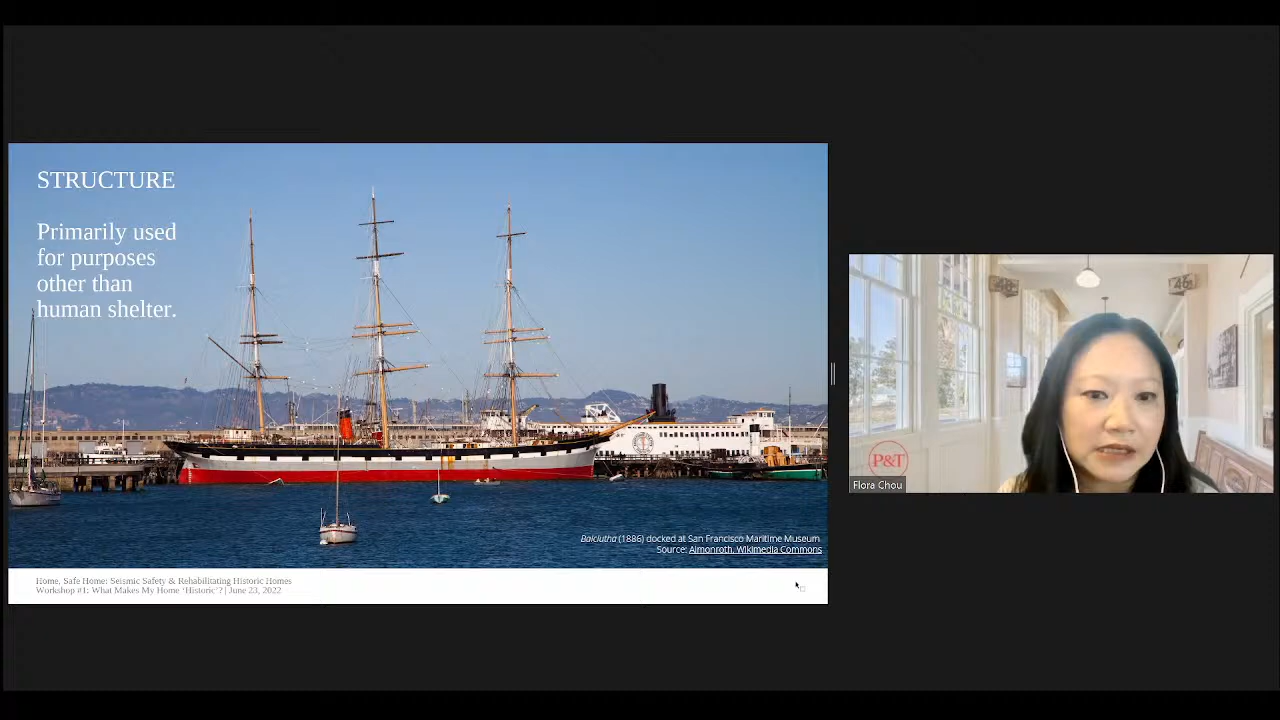 STRUCTURE
Primarily used
for purposes
other than
human shelter.
Balclutha (1886) docked at San Francisco Maritime Museum
Source: Almonroth, Wikimedia Commons
Home, Safe Home: Seismic Safety & Rehabilitating Historic Homes
Workshop #1: What Makes My Home ‘Historic’? | June 23, 2022
46
P&T
Flora Chou